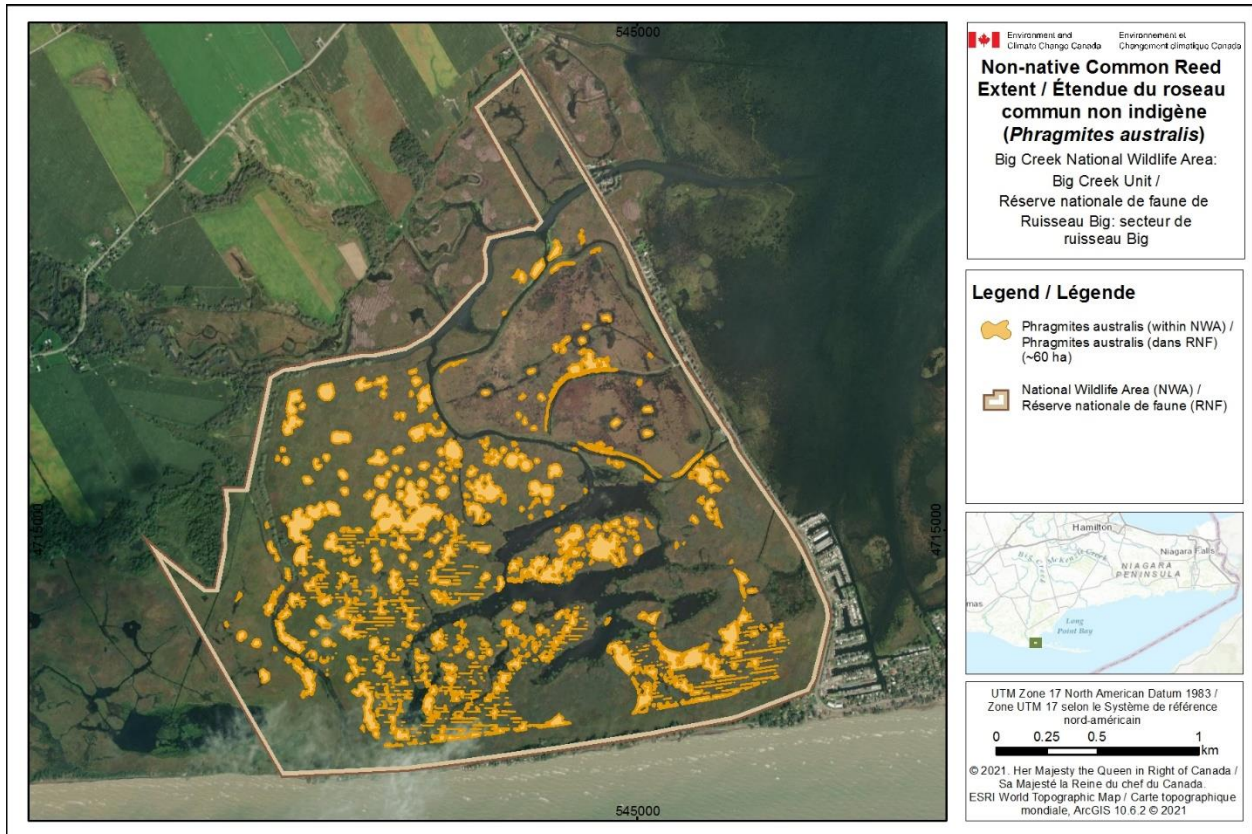 545000
4715000
4715000
545000
Environment and Climate Change Canada
Environnement et Changement climatique Canada
Non-native Common Reed
Extent / Étendue du roseau
commun non indigène
(Phragmites australis)
Big Creek National Wildlife Area:
Big Creek Unit /
Réserve nationale de faune de
Ruisseau Big: secteur de
ruisseau Big
Legend / Légende
Phragmites australis (within NWA) /
Phragmites australis (dans RNF)
(~60 ha)
National Wildlife Area (NWA) /
Réserve nationale de faune (RNF)
Hamilton
Niagara Falls
Big Creek
McKenzie Creek
NIAGARA
PENINSULA
mas
Long
Point Bay
UTM Zone 17 North American Datum 1983 /
Zone UTM 17 selon le Système de référence
nord-américain
0 0.25 0.5 1
km
© 2021. Her Majesty the Queen in Right of Canada /
Sa Majesté la Reine du chef du Canada.
ESRI World Topographic Map / Carte topographique
mondiale, ArcGIS 10.6.2 © 2021